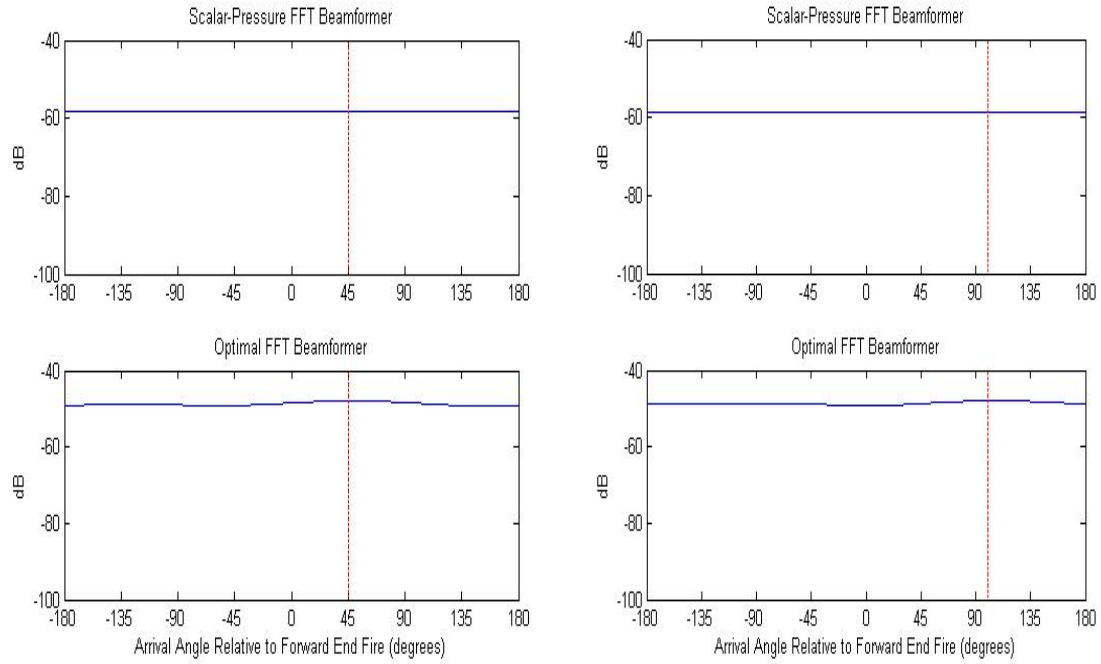 Scalar-Pressure FFT Beamformer
-40
-60
-80
-100
dB
-180 -135 -90 -45 0 45 90 135 180
Scalar-Pressure FFT Beamformer
-40
-60
-80
-100
dB
-180 -135 -90 -45 0 45 90 135 180
Optimal FFT Beamformer
-40
-60
-80
-100
dB
-180 -135 -90 -45 0 45 90 135 180
Arrival Angle Relative to Forward End Fire (degrees)
Optimal FFT Beamformer
-40
-60
-80
-100
dB
-180 -135 -90 -45 0 45 90 135 180
Arrival Angle Relative to Forward End Fire (degrees)